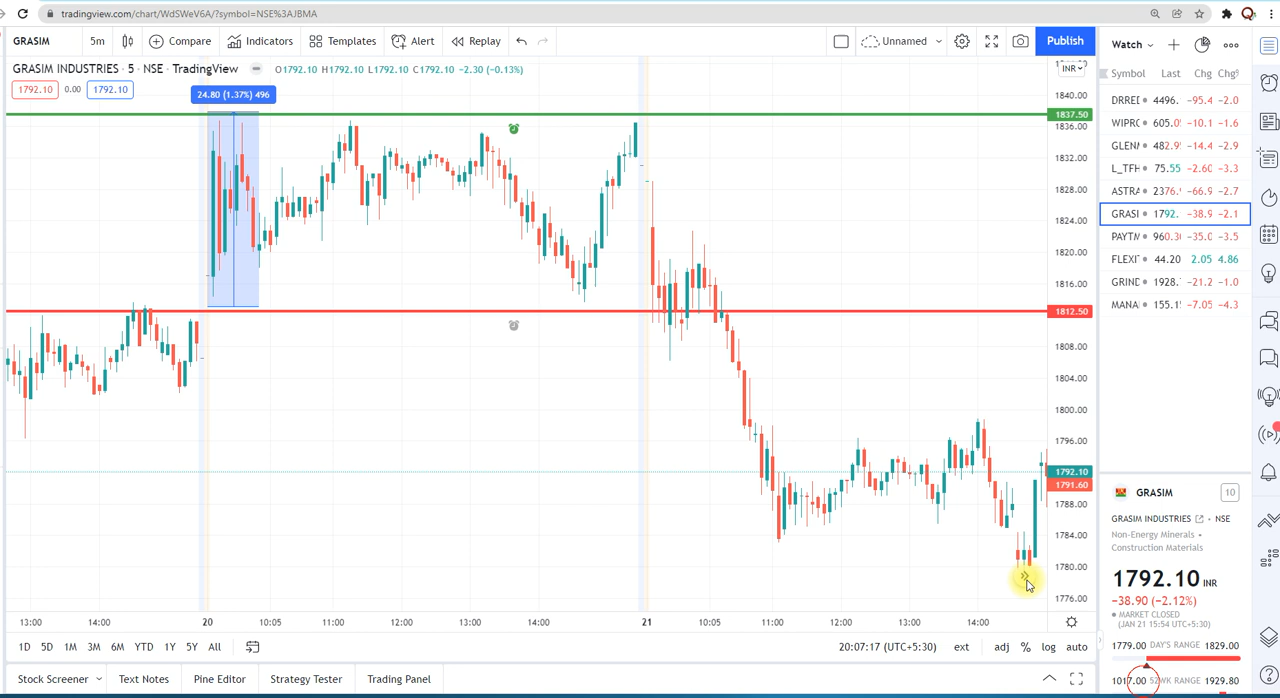 tradingview.com/chart/WdSWeV6A/?symbol=NSE%3AJBMA
GRASIM 5m Compare Indicators Templates Alert Replay Unnamed Publish
GRASIM INDUSTRIES · 5 · NSE · TradingView O1792.10 H1792.10 L1792.10 C1792.10 -2.30 (-0.13%)
1792.10 0.00 1792.10
24.80 (1.37%) 496
INR
1840.00
1837.50
1836.00
1832.00
1828.00
1824.00
1820.00
1816.00
1812.50
1808.00
1804.00
1800.00
1796.00
1792.10
1791.60
1788.00
1784.00
1780.00
1776.00
13:00 14:00 20 10:05 11:00 12:00 13:00 14:00 21 10:05 11:00 12:00 13:00 14:00
1D 5D 1M 3M 6M YTD 1Y 5Y All 20:07:17 (UTC+5:30) ext adj % log auto
Stock Screener Text Notes Pine Editor Strategy Tester Trading Panel
Watch
Symbol Last Chg Chg%
DRRED 4496. -95.4 -2.0
WIPRO 605.0 -10.1 -1.6
GLENM 482.9 -14.4 -2.9
L_TFH 75.55 -2.60 -3.3
ASTRA 2376. -66.9 -2.7
GRASI 1792. -38.9 -2.1
PAYTM 960.3 -35.0 -3.5
FLEXI 44.20 2.05 4.86
GRIND 1928. -21.2 -1.0
MANA 155.1 -7.05 -4.3
GRASIM 10
GRASIM INDUSTRIES · NSE
Non-Energy Minerals ·
Construction Materials
1792.10 INR
-38.90 (-2.12%)
MARKET CLOSED
(JAN 21 15:54 UTC+5:30)
1779.00 DAY'S RANGE 1829.00
1017.00 52WK RANGE 1929.80